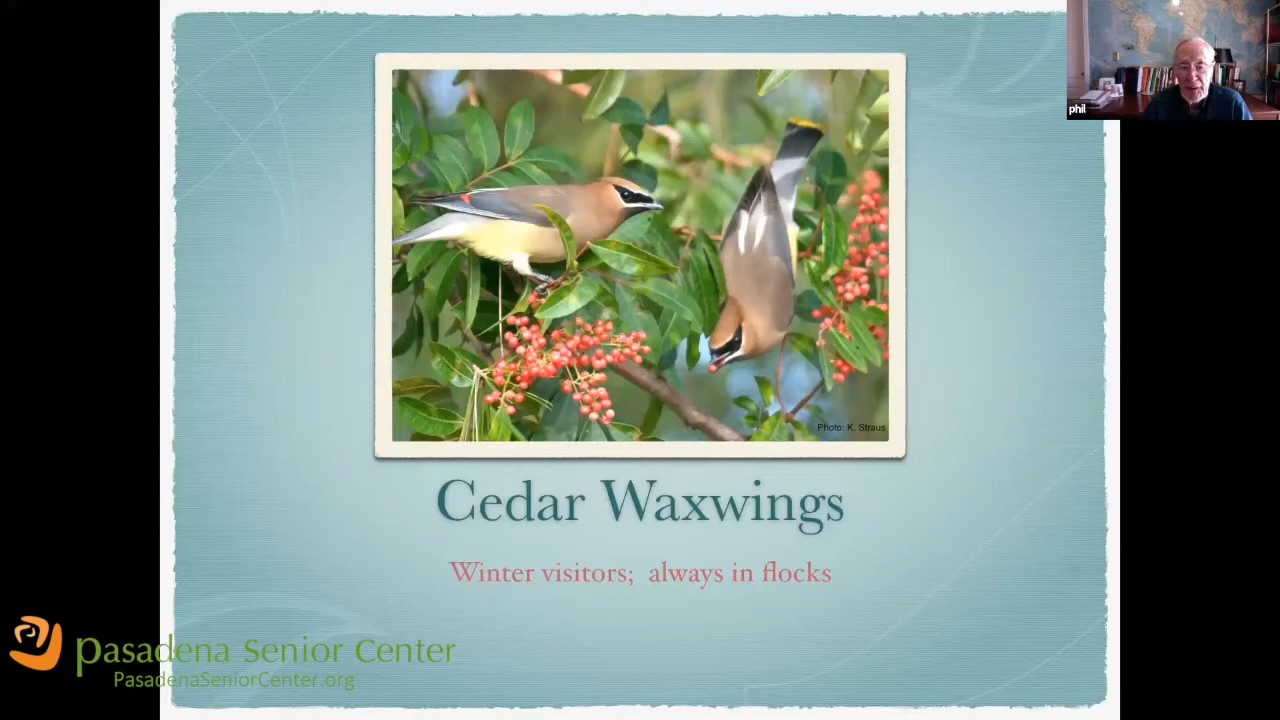 phil
Photo: K. Straus
Cedar Waxwings
Winter visitors; always in flocks
Pasadena Senior Center
PasadenaSeniorCenter.org